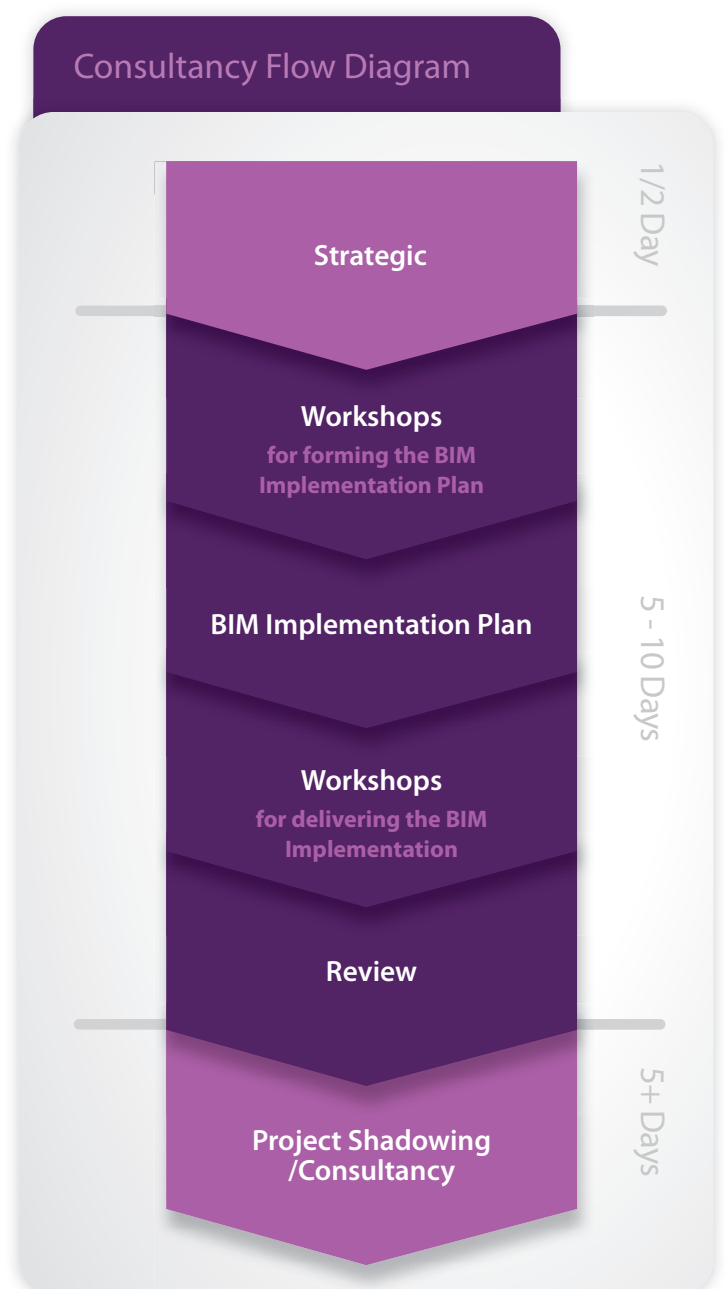 Consultancy Flow Diagram
1/2 Day
Strategic
Workshops
for forming the BIM
Implementation Plan
BIM Implementation Plan
5 - 10 Days
Workshops
for delivering the BIM
Implementation
Review
5+ Days
Project Shadowing
/Consultancy